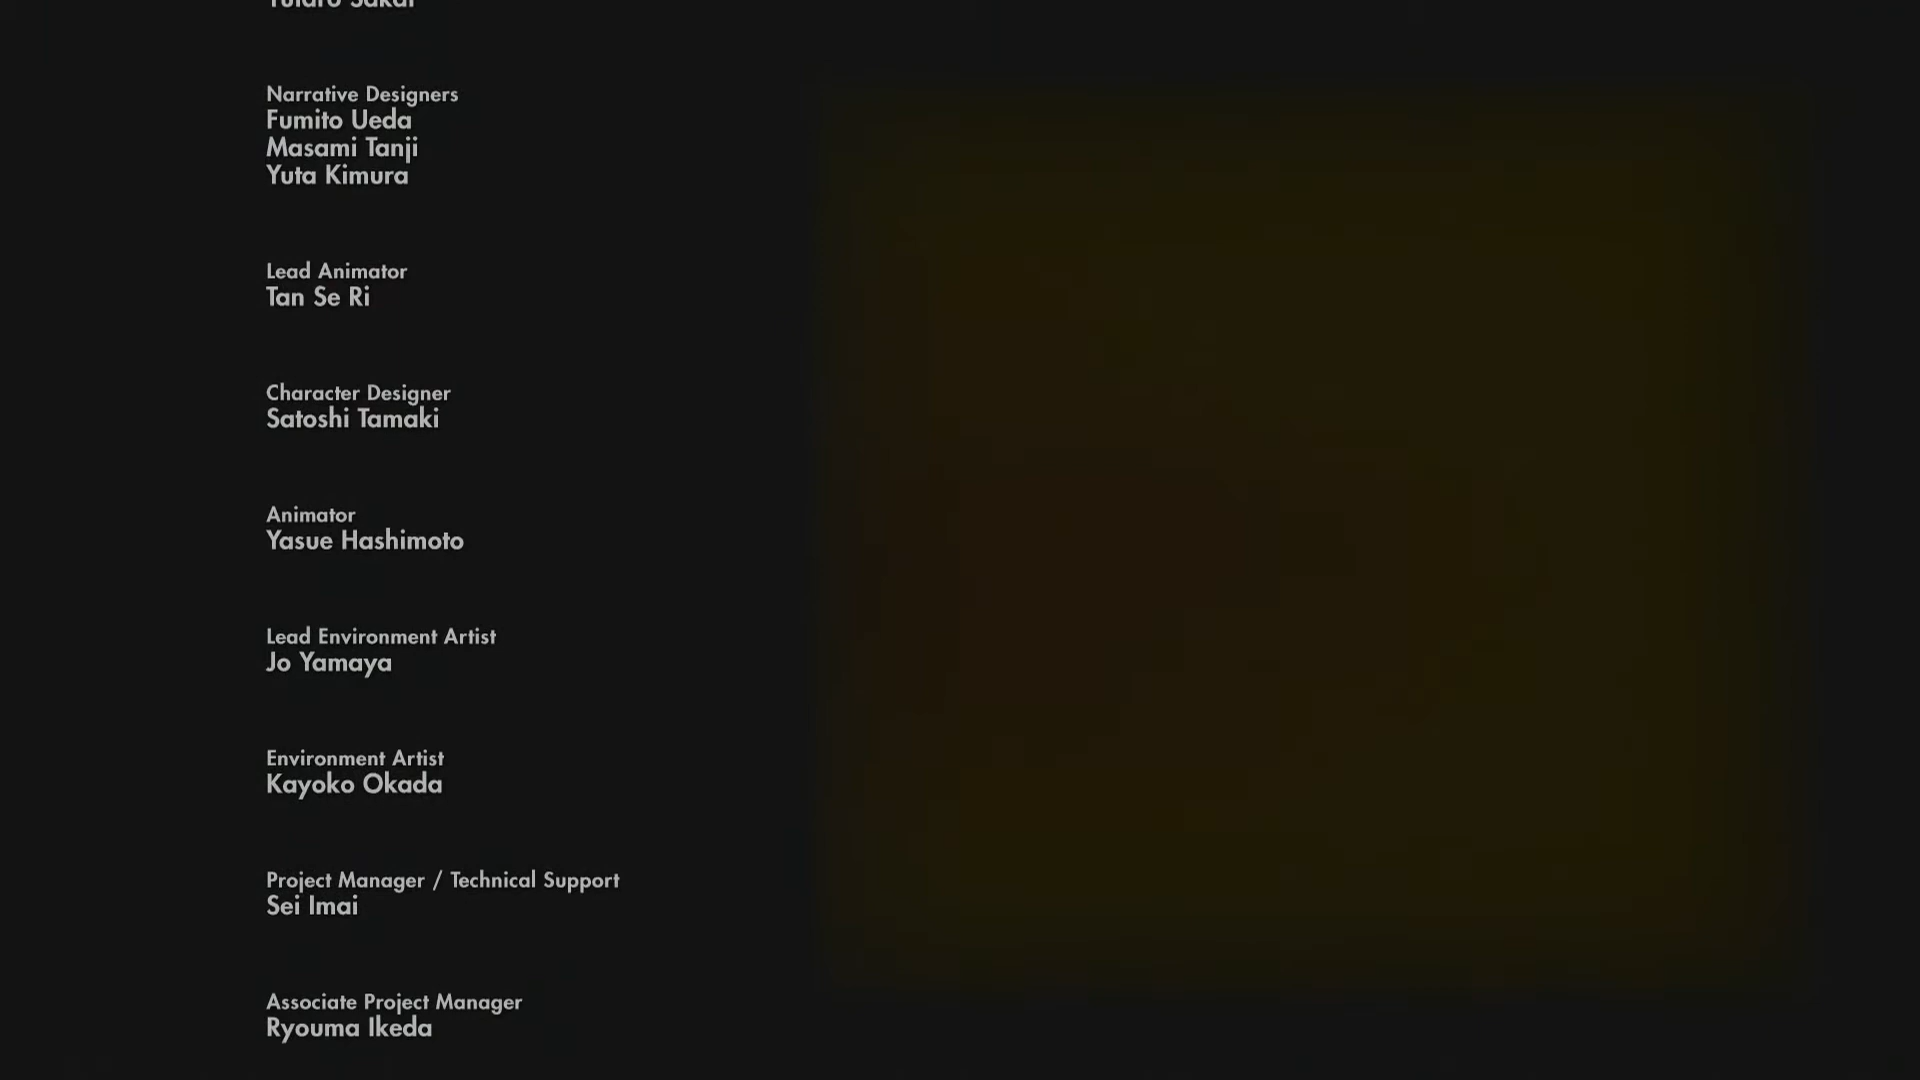 Narrative Designers
Fumito Ueda
Masami Tanji
Yuta Kimura
Lead Animator
Tan Se Ri
Character Designer
Satoshi Tamaki
Animator
Yasue Hashimoto
Lead Environment Artist
Jo Yamaya
Environment Artist
Kayoko Okada
Project Manager / Technical Support
Sei Imai
Associate Project Manager
Ryouma Ikeda